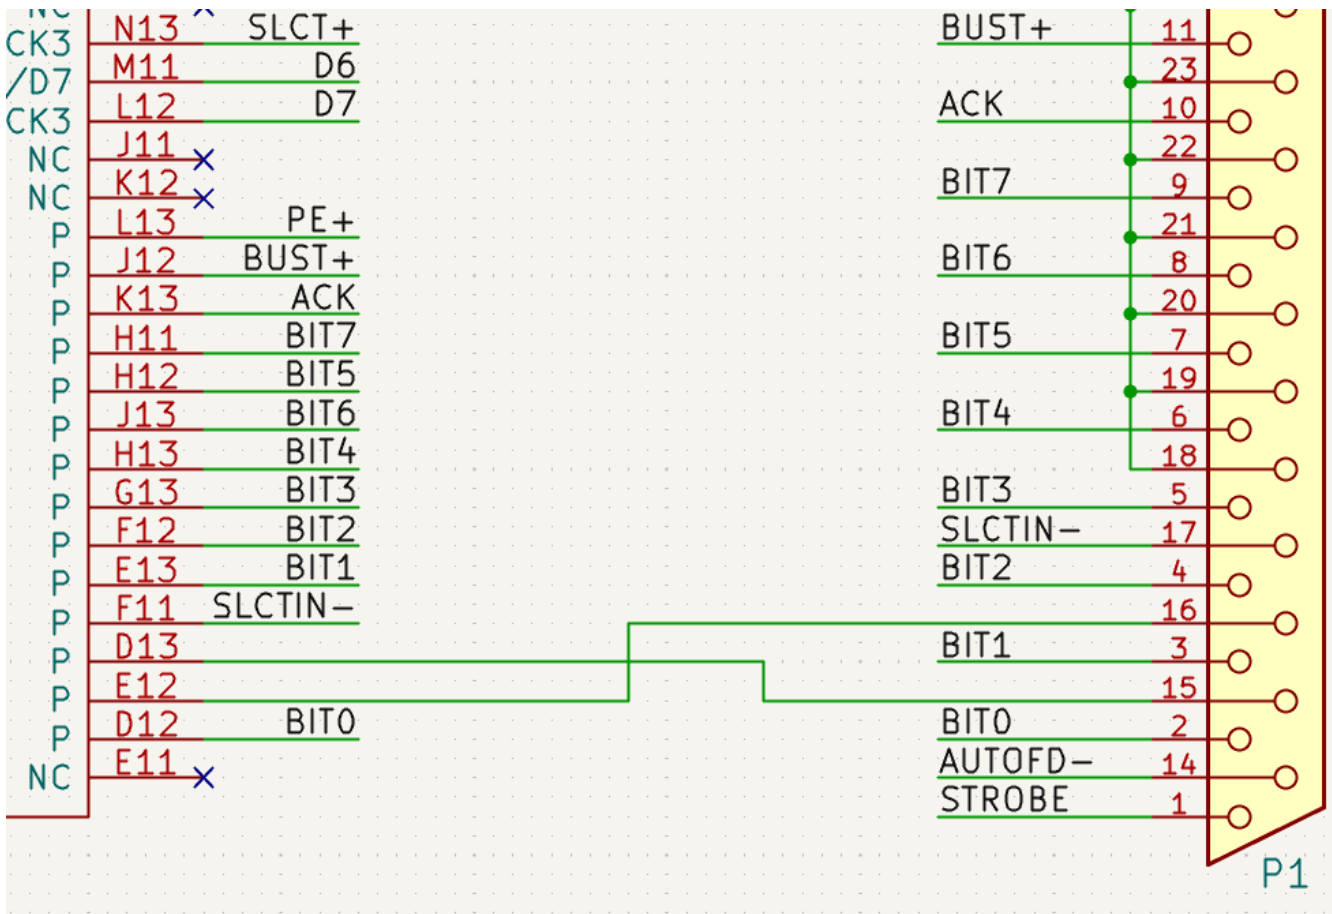 NC
CK3 N13 SLCT+ BUST+ 11
/D7 M11 D6 23
CK3 L12 D7 ACK 10
NC J11 22
NC K12 BIT7 9
P L13 PE+ 21
P J12 BUST+ BIT6 8
P K13 ACK 20
P H11 BIT7 BIT5 7
P H12 BIT5 19
P J13 BIT6 BIT4 6
P H13 BIT4 18
P G13 BIT3 BIT3 5
P F12 BIT2 SLCTIN- 17
P E13 BIT1 BIT2 4
P F11 SLCTIN- 16
P D13 BIT1 3
P E12 15
P D12 BIT0 BIT0 2
NC E11 AUTOFD- 14
STROBE 1
P1